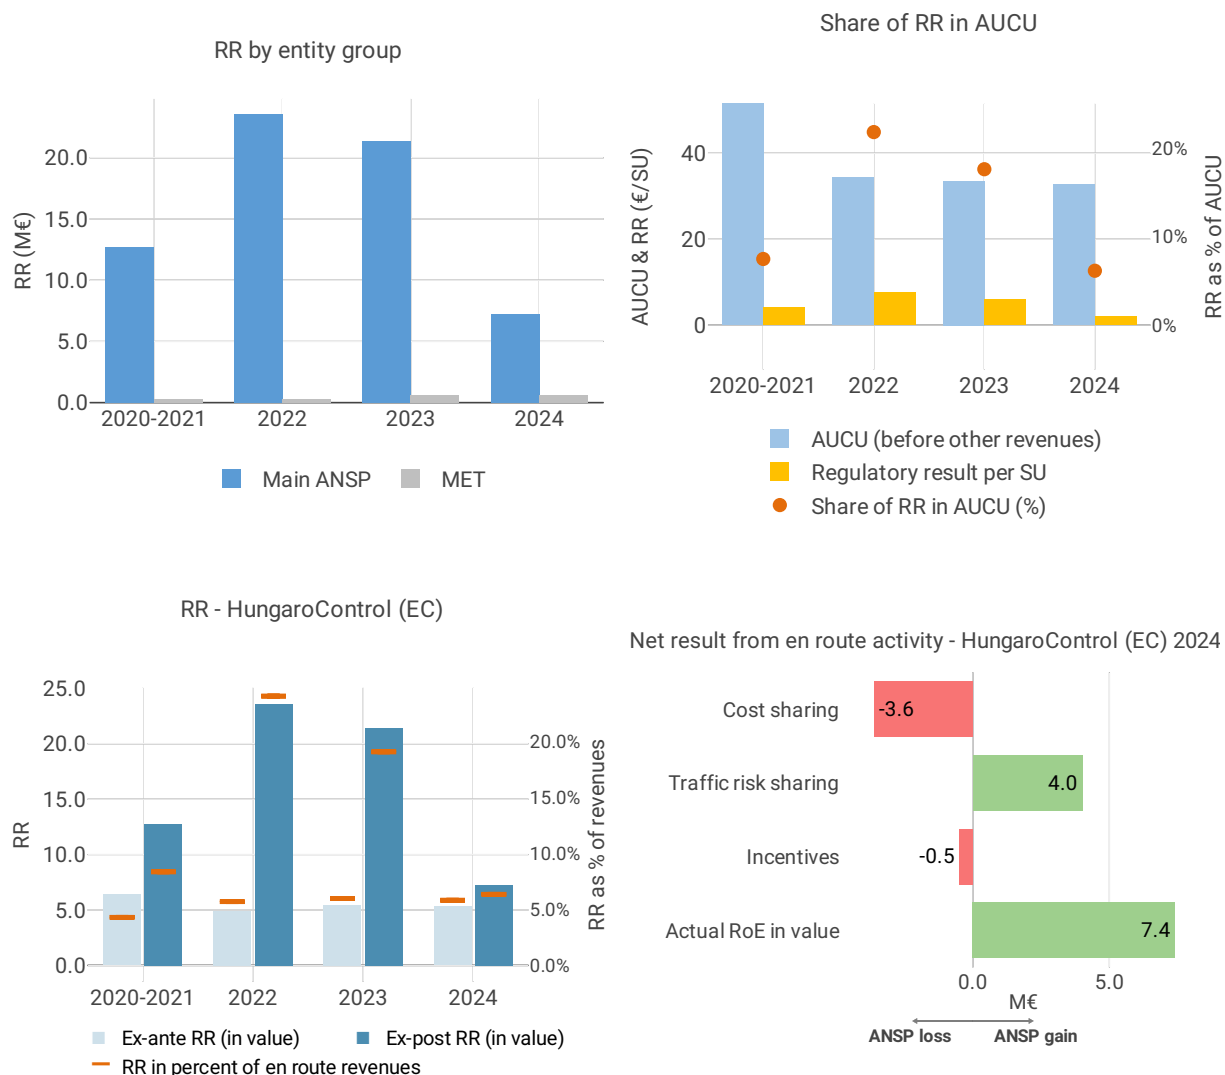 RR by entity group
RR (M€)
20.0
15.0
10.0
5.0
0.0
2020-2021
2022
2023
2024
Main ANSP
MET
Share of RR in AUCU
AUCU & RR (€/SU)
40
20
0
RR as % of AUCU
20%
10%
0%
2020-2021
2022
2023
2024
AUCU (before other revenues)
Regulatory result per SU
Share of RR in AUCU (%)
RR - HungaroControl (EC)
RR
25.0
20.0
15.0
10.0
5.0
0.0
RR as % of revenues
20.0%
15.0%
10.0%
5.0%
0.0%
2020-2021
2022
2023
2024
Ex-ante RR (in value)
Ex-post RR (in value)
RR in percent of en route revenues
Net result from en route activity - HungaroControl (EC) 2024
Cost sharing
-3.6
Traffic risk sharing
4.0
Incentives
-0.5
Actual RoE in value
7.4
0.0
5.0
M€
ANSP loss
ANSP gain